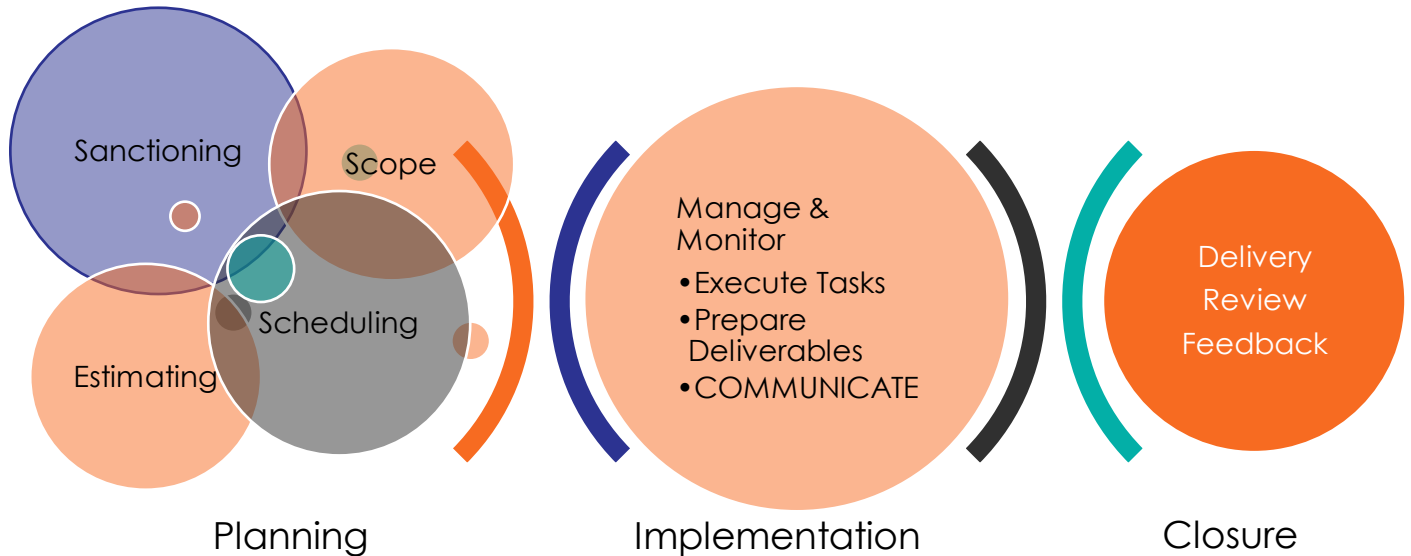 Sanctioning
Scope
Scheduling
Estimating
Planning
Manage &
Monitor
•Execute Tasks
•Prepare
Deliverables
•COMMUNICATE
Implementation
Delivery
Review
Feedback
Closure